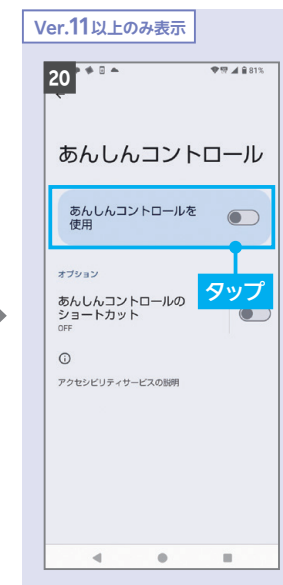 Ver.11以上のみ表示
20
81%
あんしんコントロール
あんしんコントロールを
使用
タップ
オプション
あんしんコントロールの
ショートカット
OFF
アクセシビリティサービスの説明